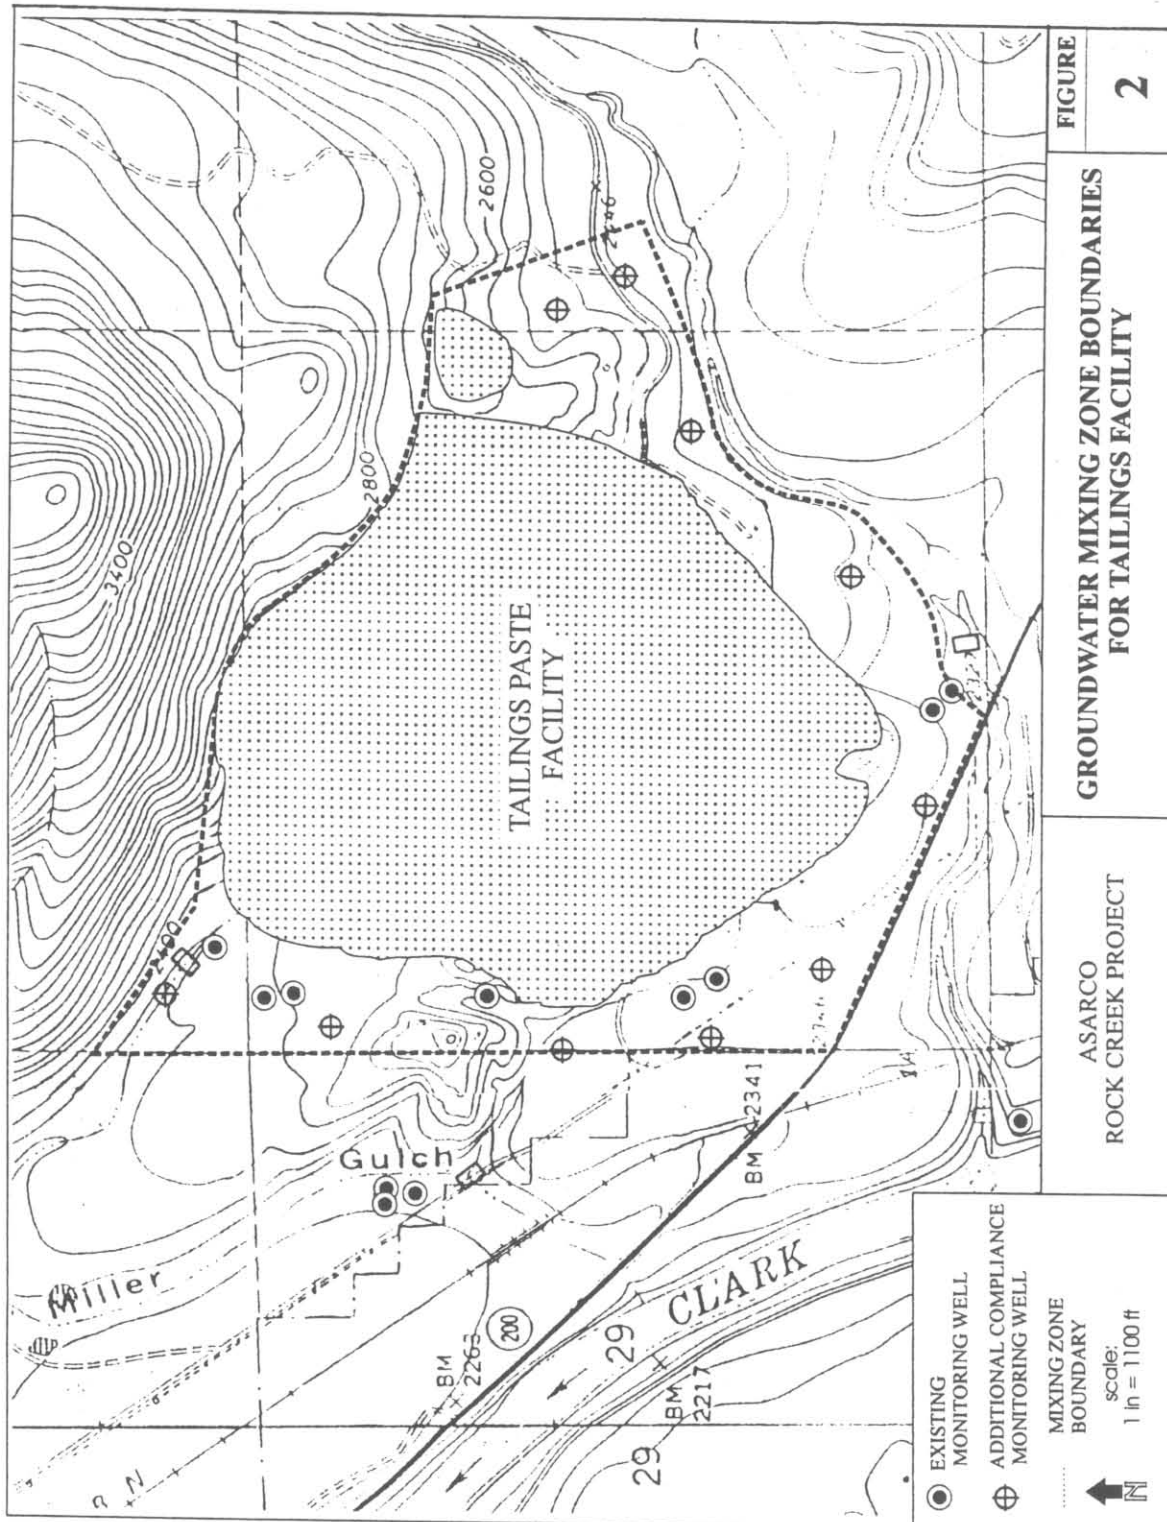 3400
2800
2600
2400
TAILINGS PASTE
FACILITY
Miller
Gulch
BM
2263
200
BM
2341
29
CLARK
BM
2217
29
N
EXISTING
MONITORING WELL
ADDITIONAL COMPLIANCE
MONITORING WELL
MIXING ZONE
BOUNDARY
scale:
1 in = 1100 ft
N
ASARCO
ROCK CREEK PROJECT
GROUNDWATER MIXING ZONE BOUNDARIES
FOR TAILINGS FACILITY
FIGURE
2